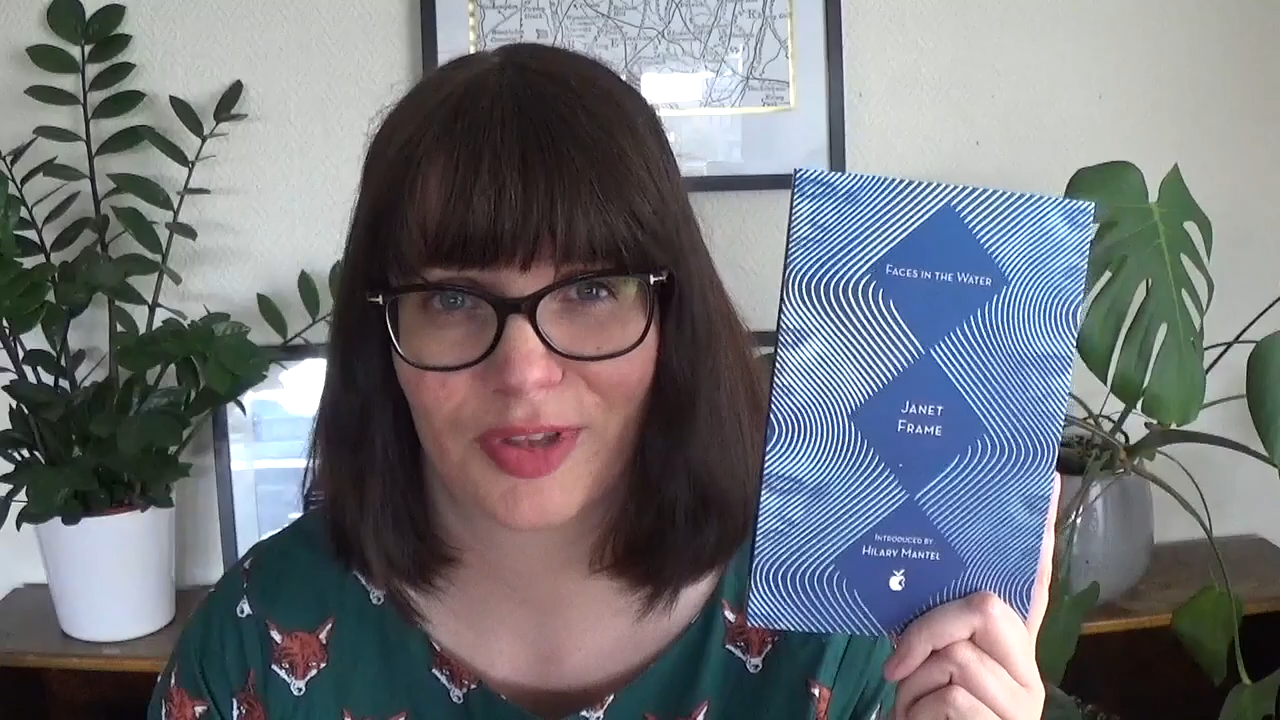 Faces in the Water
Janet
Frame
Introduced by
Hilary Mantel